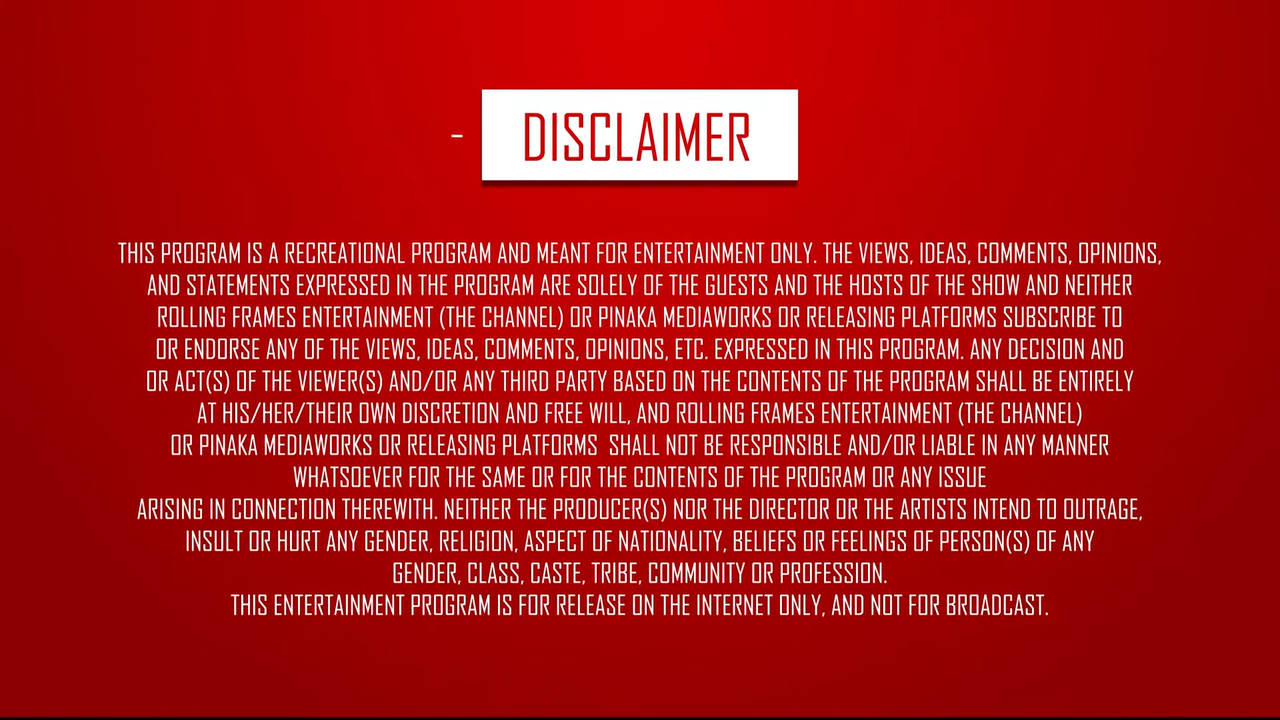 - DISCLAIMER
THIS PROGRAM IS A RECREATIONAL PROGRAM AND MEANT FOR ENTERTAINMENT ONLY. THE VIEWS, IDEAS, COMMENTS, OPINIONS,
AND STATEMENTS EXPRESSED IN THE PROGRAM ARE SOLELY OF THE GUESTS AND THE HOSTS OF THE SHOW AND NEITHER
ROLLING FRAMES ENTERTAINMENT (THE CHANNEL) OR PINAKA MEDIAWORKS OR RELEASING PLATFORMS SUBSCRIBE TO
OR ENDORSE ANY OF THE VIEWS, IDEAS, COMMENTS, OPINIONS, ETC. EXPRESSED IN THIS PROGRAM. ANY DECISION AND
OR ACT(S) OF THE VIEWER(S) AND/OR ANY THIRD PARTY BASED ON THE CONTENTS OF THE PROGRAM SHALL BE ENTIRELY
AT HIS/HER/THEIR OWN DISCRETION AND FREE WILL, AND ROLLING FRAMES ENTERTAINMENT (THE CHANNEL)
OR PINAKA MEDIAWORKS OR RELEASING PLATFORMS SHALL NOT BE RESPONSIBLE AND/OR LIABLE IN ANY MANNER
WHATSOEVER FOR THE SAME OR FOR THE CONTENTS OF THE PROGRAM OR ANY ISSUE
ARISING IN CONNECTION THEREWITH. NEITHER THE PRODUCER(S) NOR THE DIRECTOR OR THE ARTISTS INTEND TO OUTRAGE,
INSULT OR HURT ANY GENDER, RELIGION, ASPECT OF NATIONALITY, BELIEFS OR FEELINGS OF PERSON(S) OF ANY
GENDER, CLASS, CASTE, TRIBE, COMMUNITY OR PROFESSION.
THIS ENTERTAINMENT PROGRAM IS FOR RELEASE ON THE INTERNET ONLY, AND NOT FOR BROADCAST.